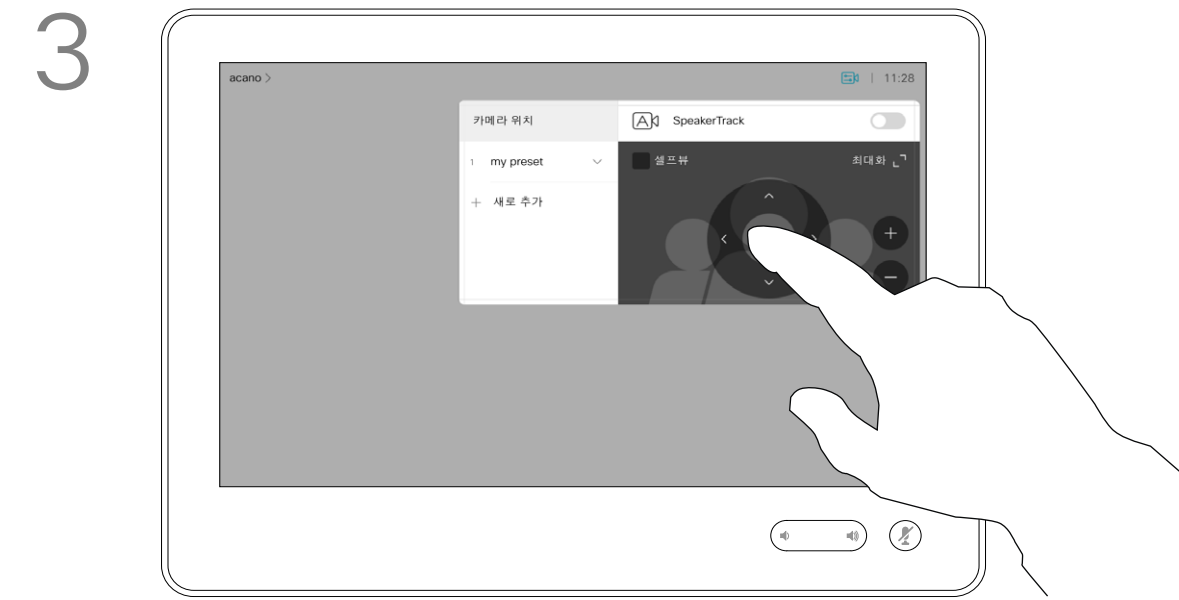 3
acano >
11:28
카메라 위치
SpeakerTrack
1 my preset
셀프뷰
최대화
+ 새로 추가